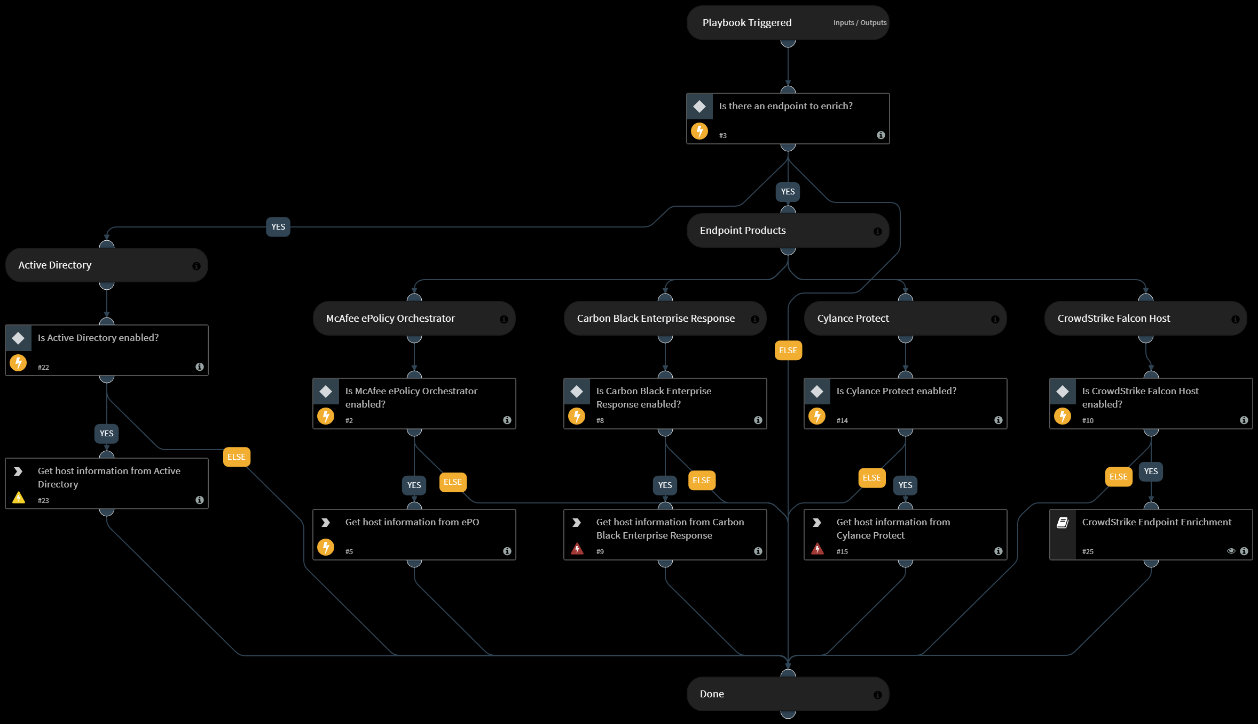 Playbook Triggered
Inputs / Outputs
Is there an endpoint to enrich?
#3
YES
YES
Endpoint Products
Active Directory
McAfee ePolicy Orchestrator
Carbon Black Enterprise Response
Cylance Protect
CrowdStrike Falcon Host
Is Active Directory enabled?
#22
ELSE
Is McAfee ePolicy Orchestrator
enabled?
#2
Is Carbon Black Enterprise
Response enabled?
#8
Is Cylance Protect enabled?
#14
Is CrowdStrike Falcon Host
enabled?
#10
YES
ELSE
Get host information from Active
Directory
#23
YES
ELSE
YES
ELSE
ELSE
YES
ELSE
YES
Get host information from ePO
#5
Get host information from Carbon
Black Enterprise Response
#9
Get host information from
Cylance Protect
#15
CrowdStrike Endpoint Enrichment
#25
Done